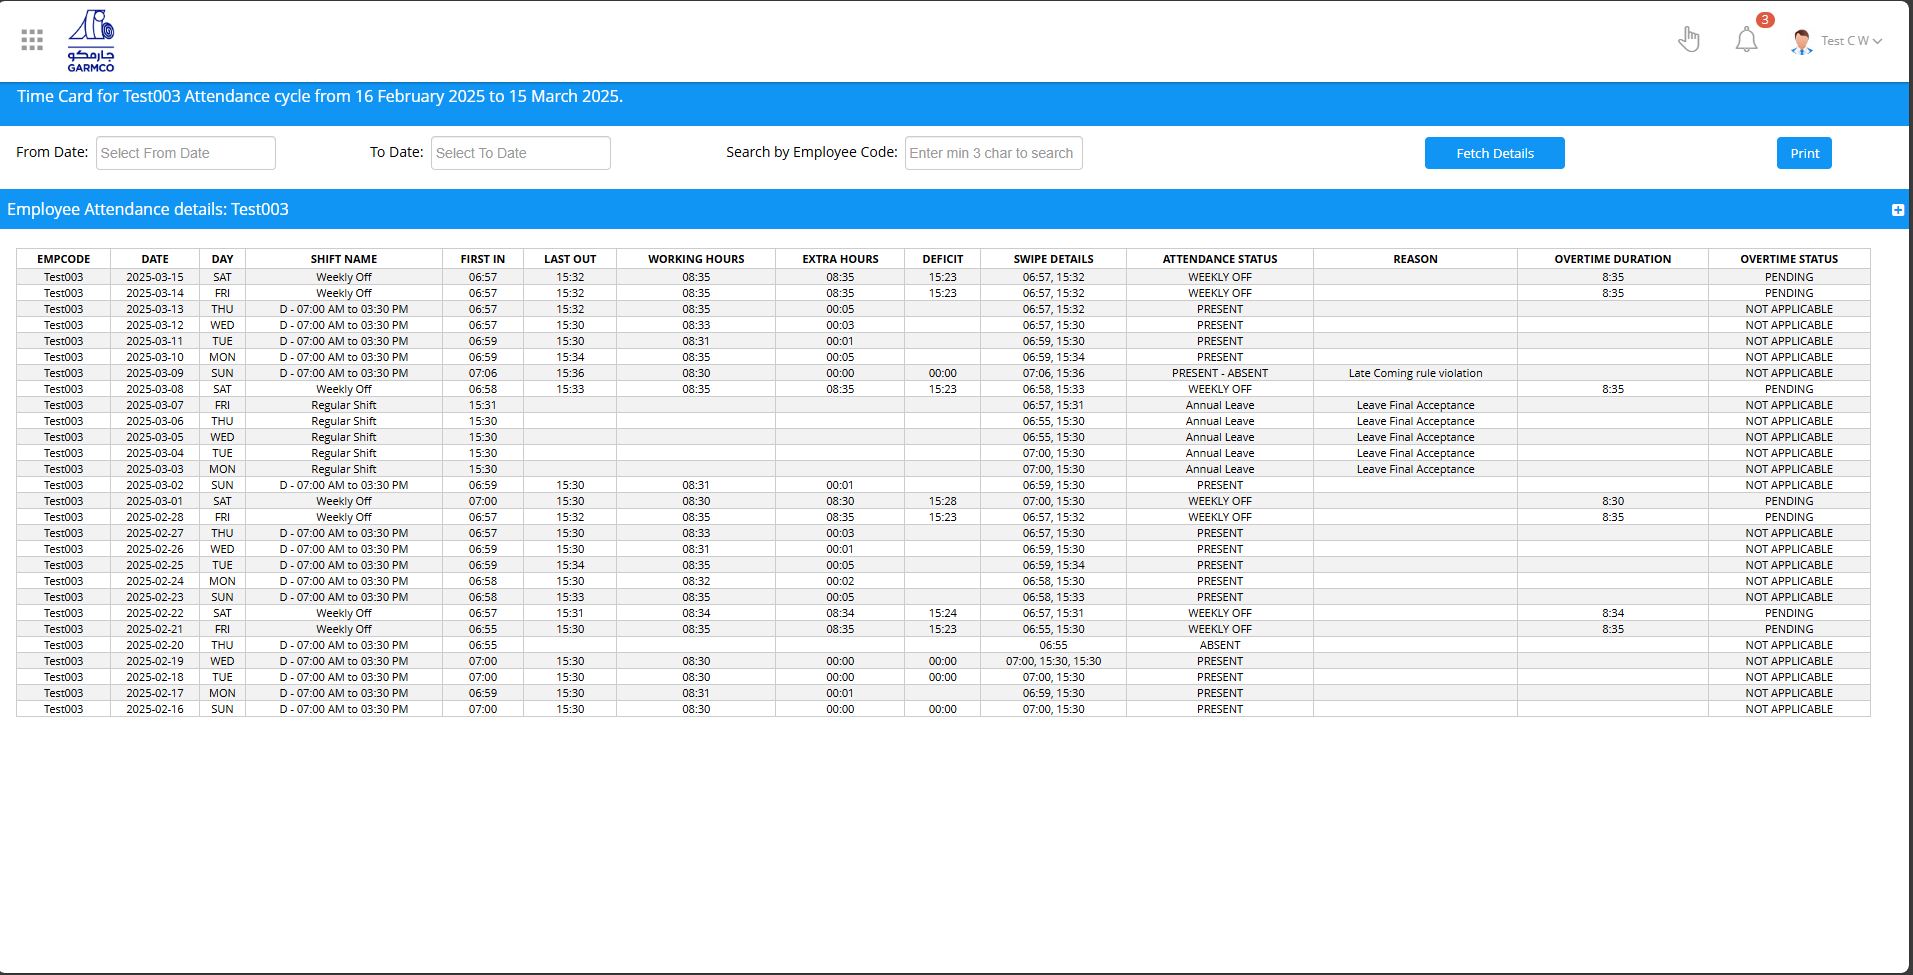 جارمكو
GARMCO
3
Test C W
Time Card for Test003 Attendance cycle from 16 February 2025 to 15 March 2025.
From Date: Select From Date To Date: Select To Date Search by Employee Code: Enter min 3 char to search Fetch Details Print
Employee Attendance details: Test003
EMPCODE DATE DAY SHIFT NAME FIRST IN LAST OUT WORKING HOURS EXTRA HOURS DEFICIT SWIPE DETAILS ATTENDANCE STATUS REASON OVERTIME DURATION OVERTIME STATUS
Test003 2025-03-15 SAT Weekly Off 06:57 15:32 08:35 08:35 15:23 06:57, 15:32 WEEKLY OFF 8:35 PENDING
Test003 2025-03-14 FRI Weekly Off 06:57 15:32 08:35 08:35 15:23 06:57, 15:32 WEEKLY OFF 8:35 PENDING
Test003 2025-03-13 THU D - 07:00 AM to 03:30 PM 06:57 15:32 08:35 00:05 06:57, 15:32 PRESENT NOT APPLICABLE
Test003 2025-03-12 WED D - 07:00 AM to 03:30 PM 06:57 15:30 08:33 00:03 06:57, 15:30 PRESENT NOT APPLICABLE
Test003 2025-03-11 TUE D - 07:00 AM to 03:30 PM 06:59 15:30 08:31 00:01 06:59, 15:30 PRESENT NOT APPLICABLE
Test003 2025-03-10 MON D - 07:00 AM to 03:30 PM 06:59 15:34 08:35 00:05 06:59, 15:34 PRESENT NOT APPLICABLE
Test003 2025-03-09 SUN D - 07:00 AM to 03:30 PM 07:06 15:36 08:30 00:00 00:00 07:06, 15:36 PRESENT - ABSENT Late Coming rule violation NOT APPLICABLE
Test003 2025-03-08 SAT Weekly Off 06:58 15:33 08:35 08:35 15:23 06:58, 15:33 WEEKLY OFF 8:35 PENDING
Test003 2025-03-07 FRI Regular Shift 15:31 06:57, 15:31 Annual Leave Leave Final Acceptance NOT APPLICABLE
Test003 2025-03-06 THU Regular Shift 15:30 06:55, 15:30 Annual Leave Leave Final Acceptance NOT APPLICABLE
Test003 2025-03-05 WED Regular Shift 15:30 06:55, 15:30 Annual Leave Leave Final Acceptance NOT APPLICABLE
Test003 2025-03-04 TUE Regular Shift 15:30 07:00, 15:30 Annual Leave Leave Final Acceptance NOT APPLICABLE
Test003 2025-03-03 MON Regular Shift 15:30 07:00, 15:30 Annual Leave Leave Final Acceptance NOT APPLICABLE
Test003 2025-03-02 SUN D - 07:00 AM to 03:30 PM 06:59 15:30 08:31 00:01 06:59, 15:30 PRESENT NOT APPLICABLE
Test003 2025-03-01 SAT Weekly Off 07:00 15:30 08:30 08:30 15:28 07:00, 15:30 WEEKLY OFF 8:30 PENDING
Test003 2025-02-28 FRI Weekly Off 06:57 15:32 08:35 08:35 15:23 06:57, 15:32 WEEKLY OFF 8:35 PENDING
Test003 2025-02-27 THU D - 07:00 AM to 03:30 PM 06:57 15:30 08:33 00:03 06:57, 15:30 PRESENT NOT APPLICABLE
Test003 2025-02-26 WED D - 07:00 AM to 03:30 PM 06:59 15:30 08:31 00:01 06:59, 15:30 PRESENT NOT APPLICABLE
Test003 2025-02-25 TUE D - 07:00 AM to 03:30 PM 06:59 15:34 08:35 00:05 06:59, 15:34 PRESENT NOT APPLICABLE
Test003 2025-02-24 MON D - 07:00 AM to 03:30 PM 06:58 15:30 08:32 00:02 06:58, 15:30 PRESENT NOT APPLICABLE
Test003 2025-02-23 SUN D - 07:00 AM to 03:30 PM 06:58 15:33 08:35 00:05 06:58, 15:33 PRESENT NOT APPLICABLE
Test003 2025-02-22 SAT Weekly Off 06:57 15:31 08:34 08:34 15:24 06:57, 15:31 WEEKLY OFF 8:34 PENDING
Test003 2025-02-21 FRI Weekly Off 06:55 15:30 08:35 08:35 15:23 06:55, 15:30 WEEKLY OFF 8:35 PENDING
Test003 2025-02-20 THU D - 07:00 AM to 03:30 PM 06:55 06:55 ABSENT NOT APPLICABLE
Test003 2025-02-19 WED D - 07:00 AM to 03:30 PM 07:00 15:30 08:30 00:00 00:00 07:00, 15:30, 15:30 PRESENT NOT APPLICABLE
Test003 2025-02-18 TUE D - 07:00 AM to 03:30 PM 07:00 15:30 08:30 00:00 00:00 07:00, 15:30 PRESENT NOT APPLICABLE
Test003 2025-02-17 MON D - 07:00 AM to 03:30 PM 06:59 15:30 08:31 00:01 06:59, 15:30 PRESENT NOT APPLICABLE
Test003 2025-02-16 SUN D - 07:00 AM to 03:30 PM 07:00 15:30 08:30 00:00 00:00 07:00, 15:30 PRESENT NOT APPLICABLE